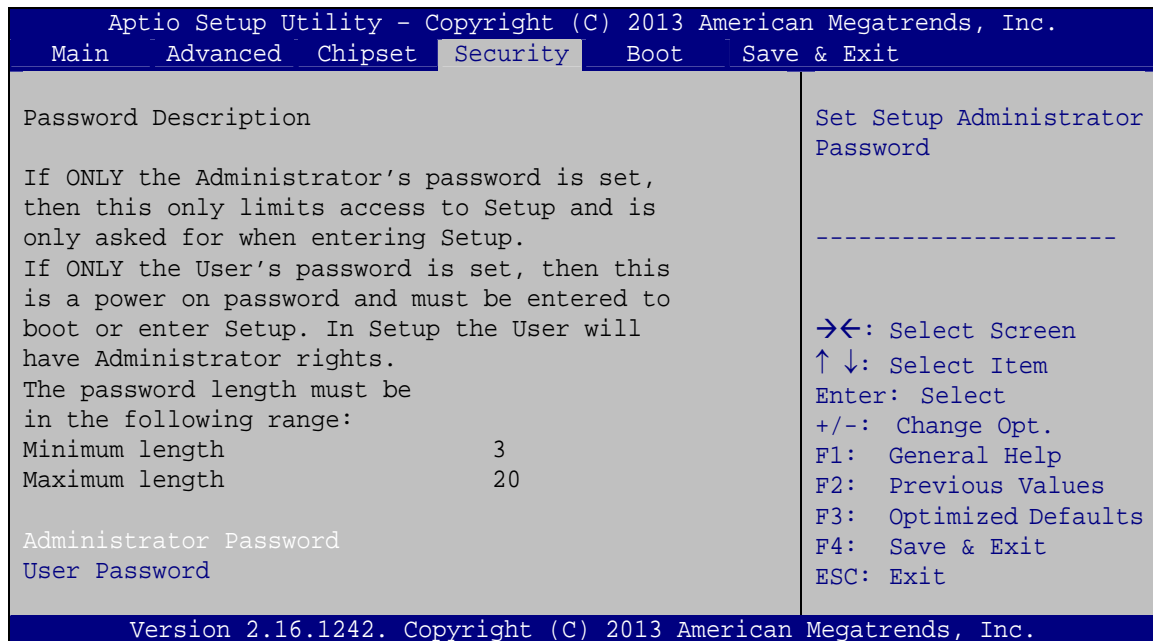 Aptio Setup Utility – Copyright (C) 2013 American Megatrends, Inc.
Main Advanced Chipset Security Boot Save & Exit
Password Description
If ONLY the Administrator’s password is set,
then this only limits access to Setup and is
only asked for when entering Setup.
If ONLY the User’s password is set, then this
is a power on password and must be entered to
boot or enter Setup. In Setup the User will
have Administrator rights.
The password length must be
in the following range:
Minimum length 3
Maximum length 20
Administrator Password
User Password
Set Setup Administrator
Password
---------------------
→←: Select Screen
↑ ↓: Select Item
Enter: Select
+/-: Change Opt.
F1: General Help
F2: Previous Values
F3: Optimized Defaults
F4: Save & Exit
ESC: Exit
Version 2.16.1242. Copyright (C) 2013 American Megatrends, Inc.